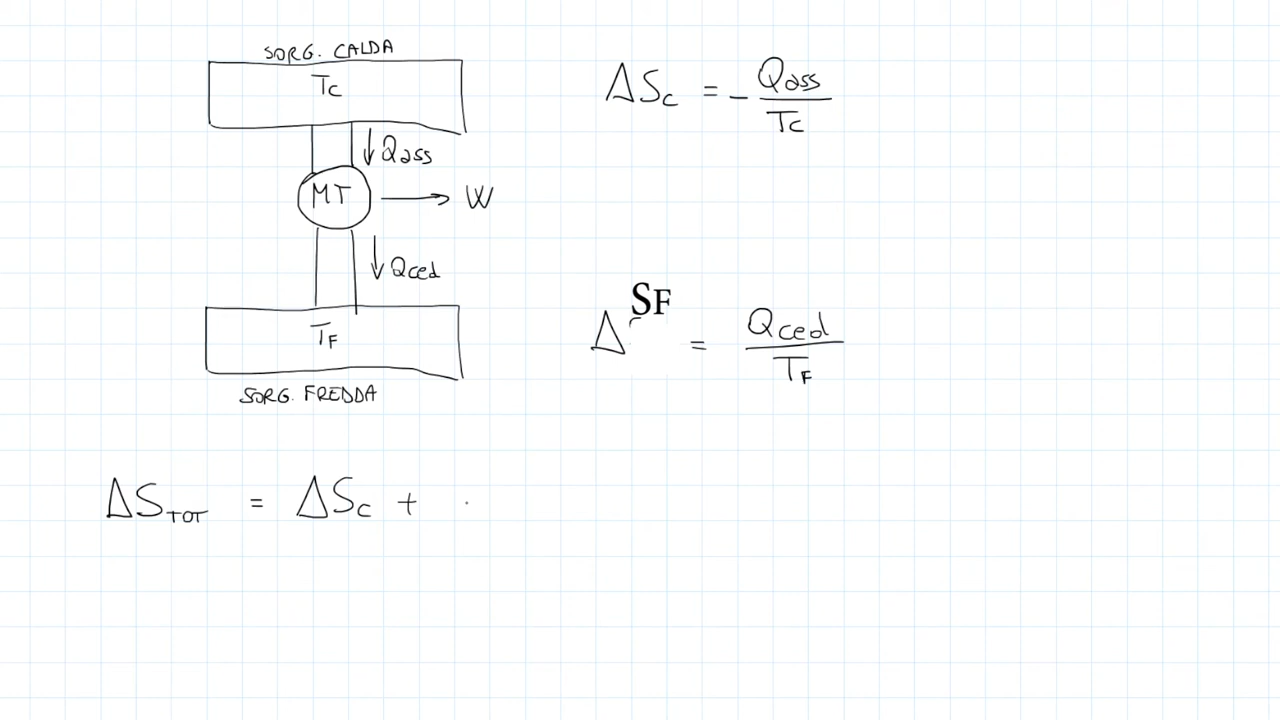 SORG. CALDA
Tc
↓ Qass
MT → W
↓ Qced
TF
SORG. FREDDA
ΔSc = - Qass / Tc
ΔSF = Qced / TF
ΔSTOT = ΔSc +